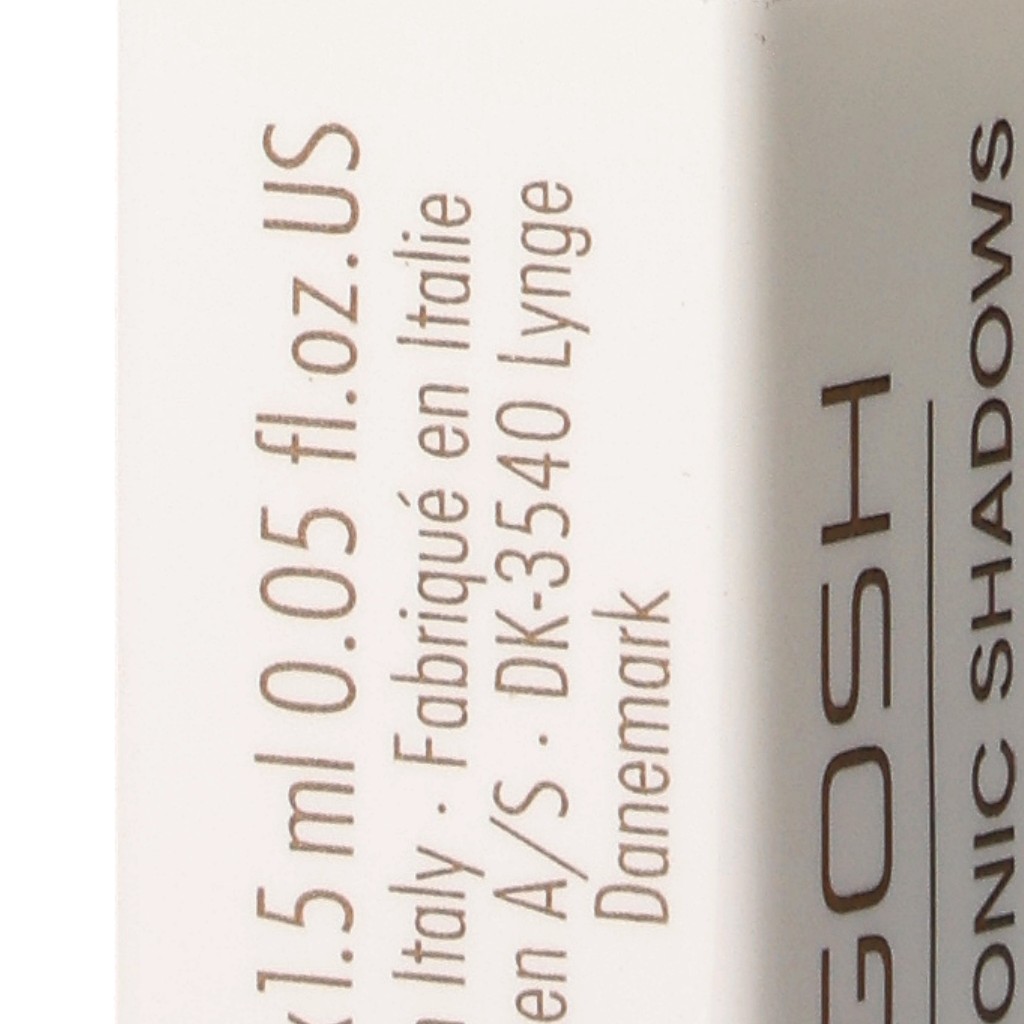 1.5 ml 0.05 fl.oz.US
Italy · Fabriqué en Italie
en A/S · DK-3540 Lynge
Danemark
GOSH
ONIC SHADOWS